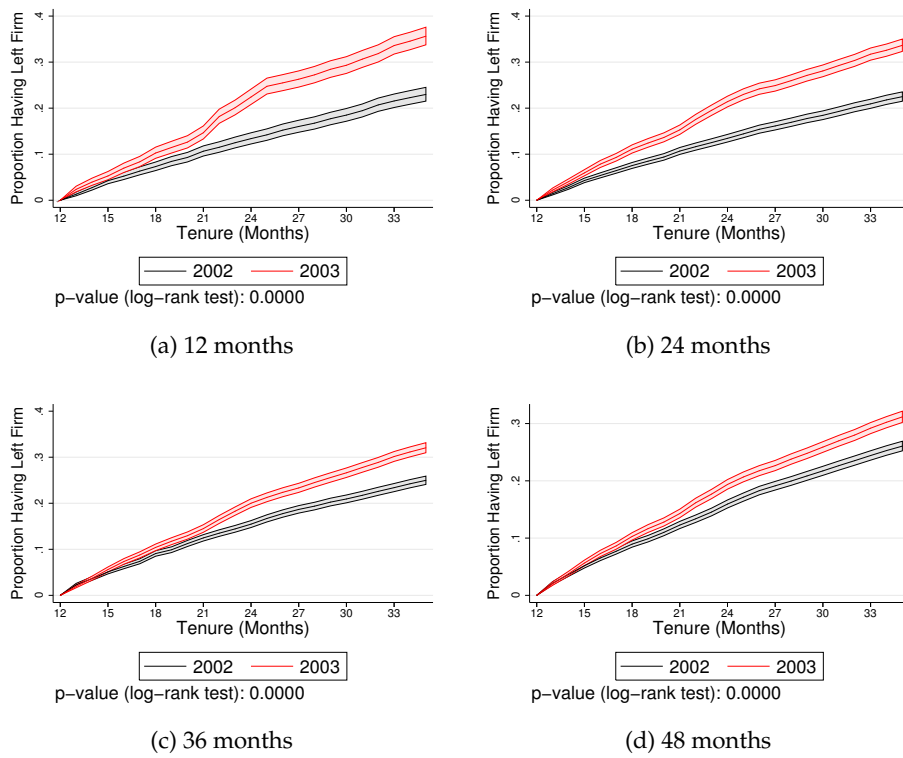 Proportion Having Left Firm
.4
.3
.2
.1
0
12 15 18 21 24 27 30 33
Tenure (Months)
2002 2003
p−value (log−rank test): 0.0000
(a) 12 months
Proportion Having Left Firm
.4
.3
.2
.1
0
12 15 18 21 24 27 30 33
Tenure (Months)
2002 2003
p−value (log−rank test): 0.0000
(b) 24 months
Proportion Having Left Firm
.4
.3
.2
.1
0
12 15 18 21 24 27 30 33
Tenure (Months)
2002 2003
p−value (log−rank test): 0.0000
(c) 36 months
Proportion Having Left Firm
.3
.2
.1
0
12 15 18 21 24 27 30 33
Tenure (Months)
2002 2003
p−value (log−rank test): 0.0000
(d) 48 months